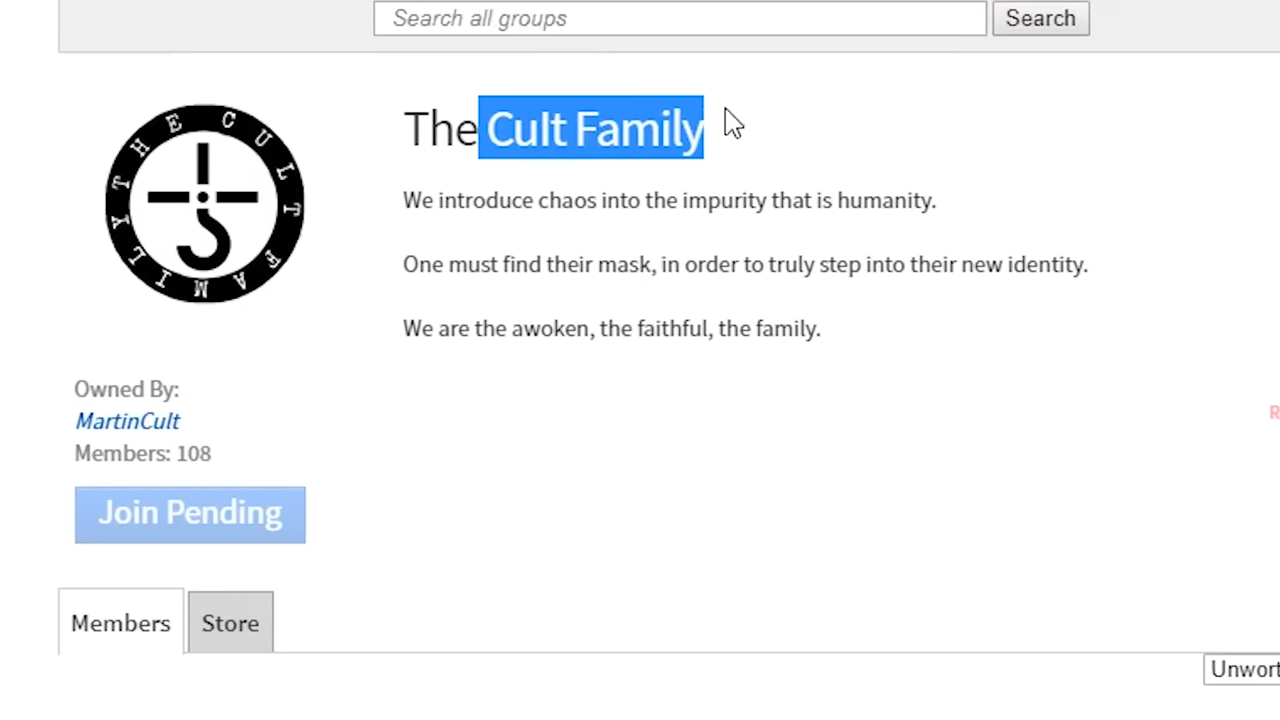 Search all groups
Search
THE CULT FAMILY
The Cult Family
We introduce chaos into the impurity that is humanity.
One must find their mask, in order to truly step into their new identity.
We are the awoken, the faithful, the family.
Owned By:
MartinCult
Members: 108
R
Join Pending
Members
Store
Unwort